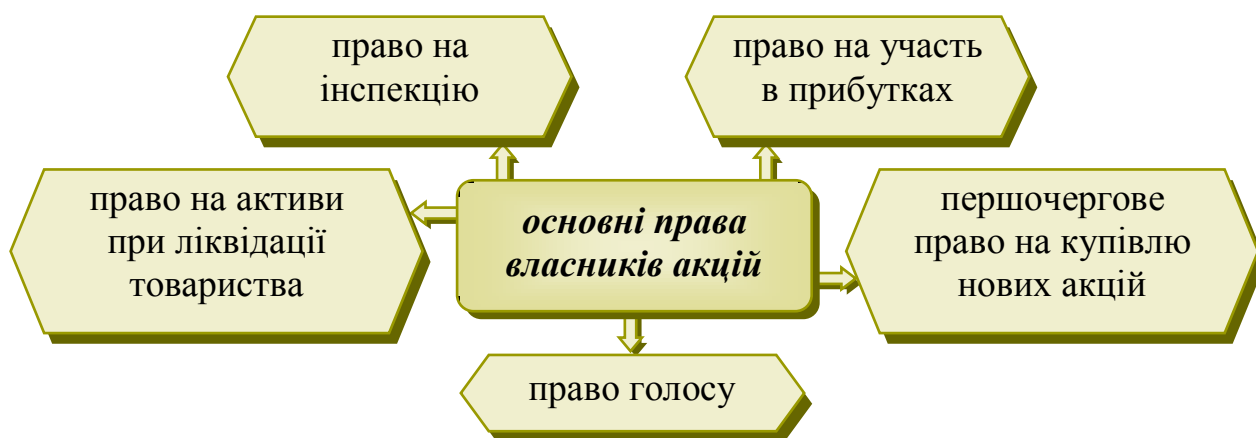 право на
інспекцію
право на участь
в прибутках
право на активи
при ліквідації
товариства
основні права
власників акцій
першочергове
право на купівлю
нових акцій
право голосу